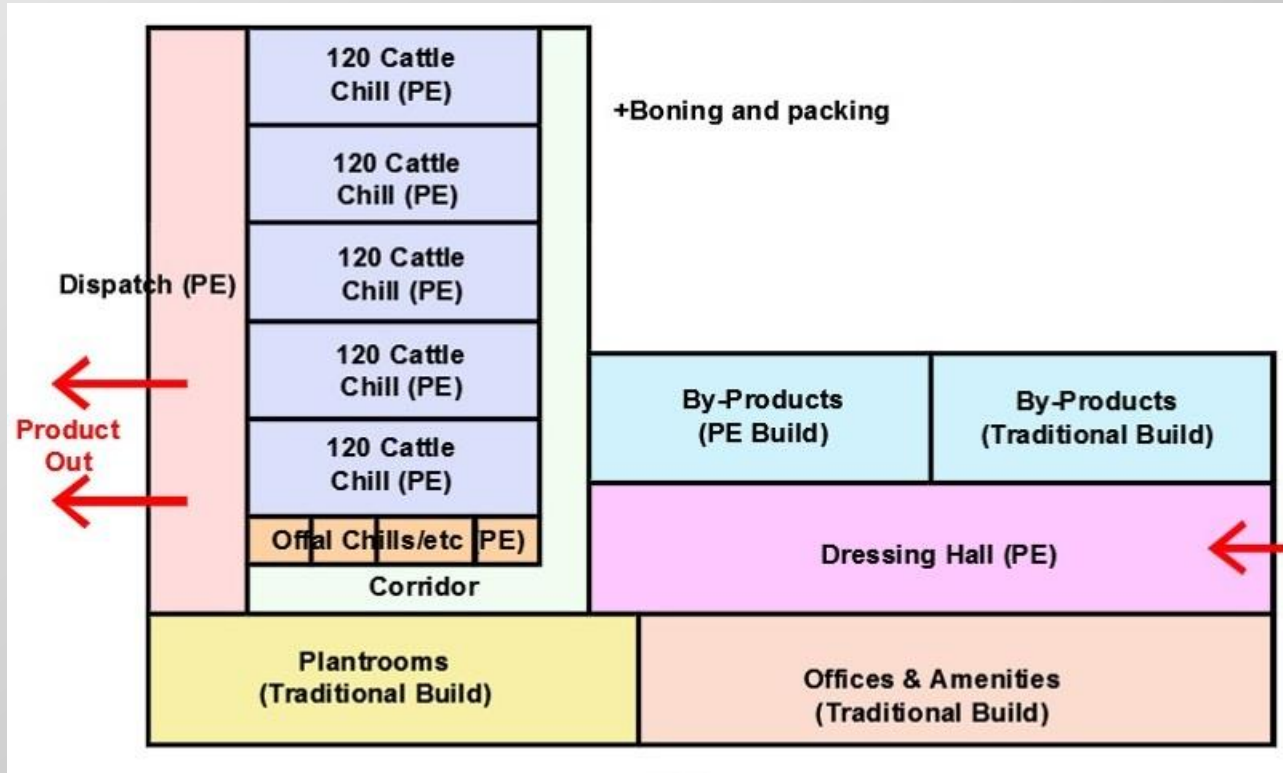 120 Cattle
Chill (PE)
+Boning and packing
120 Cattle
Chill (PE)
120 Cattle
Chill (PE)
Dispatch (PE)
120 Cattle
Chill (PE)
Product
Out
120 Cattle
Chill (PE)
By-Products
(PE Build)
By-Products
(Traditional Build)
Offal Chills/etc (PE)
Corridor
Dressing Hall (PE)
Plantrooms
(Traditional Build)
Offices & Amenities
(Traditional Build)